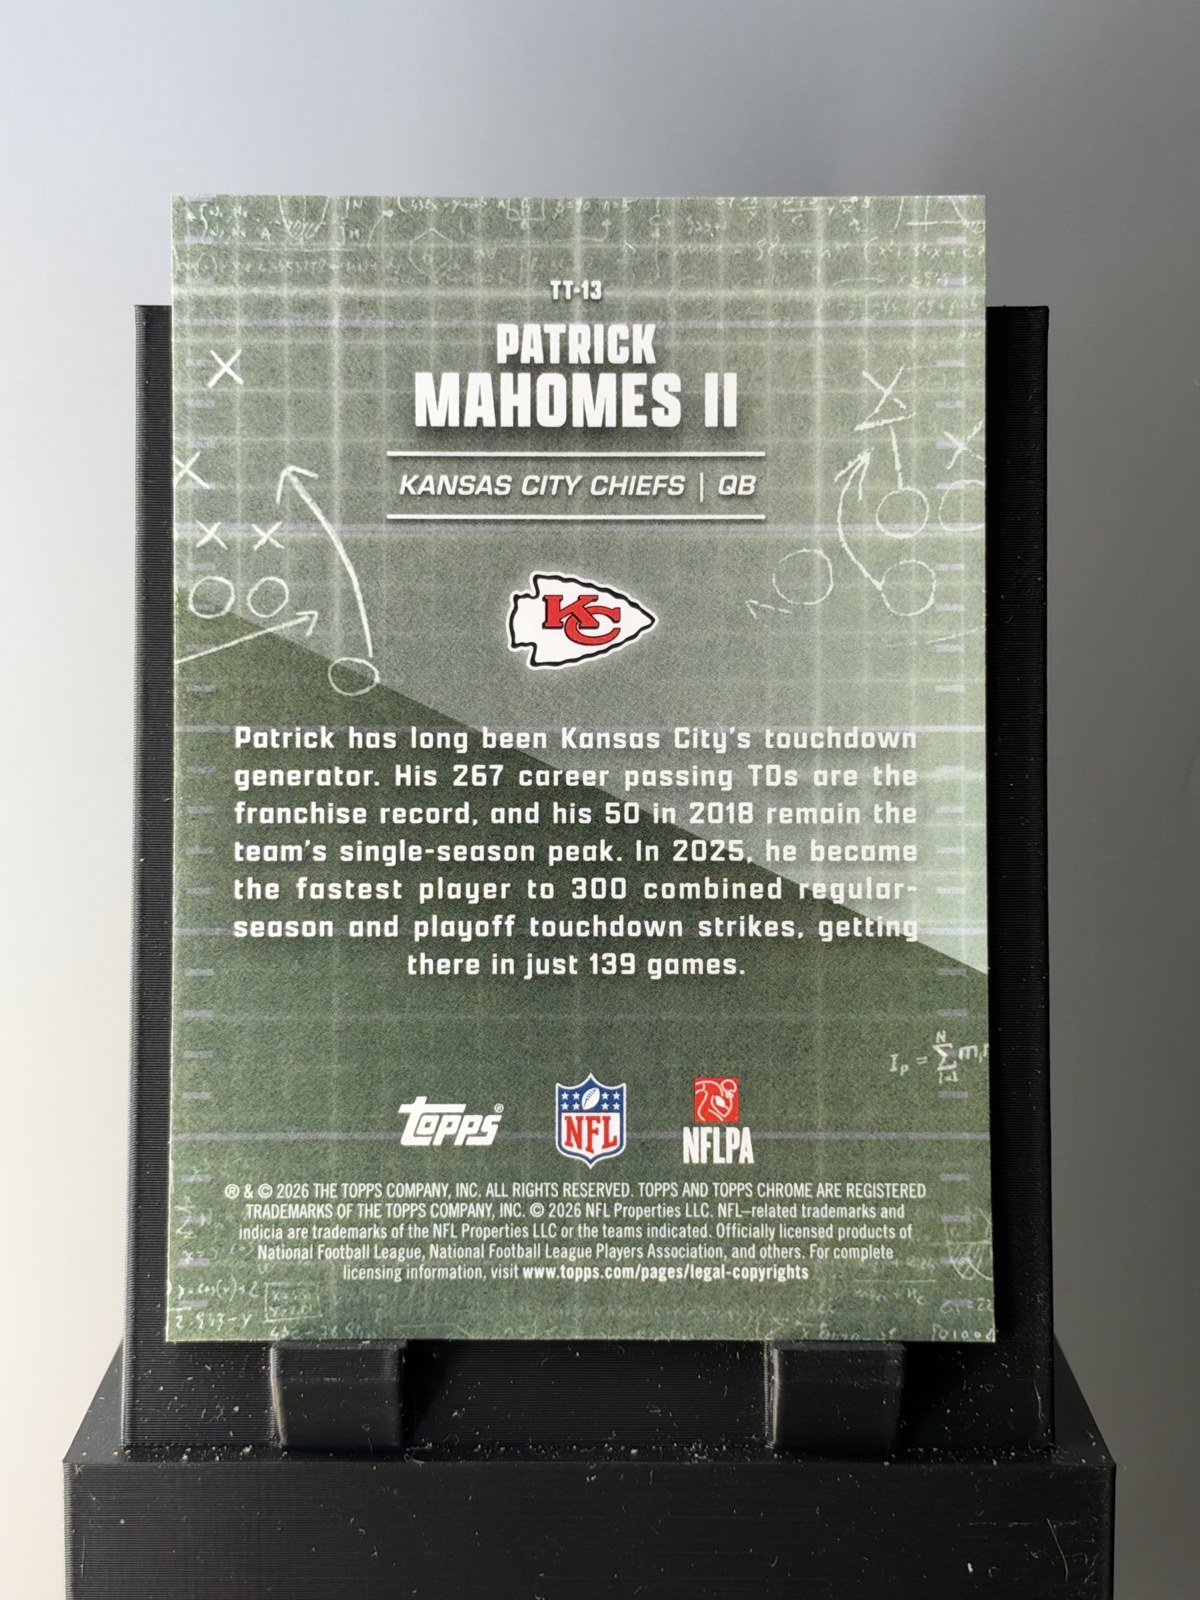 TT-13
PATRICK
MAHOMES II
KANSAS CITY CHIEFS | QB
KC
Patrick has long been Kansas City's touchdown
generator. His 267 career passing TDs are the
franchise record, and his 50 in 2018 remain the
team's single-season peak. In 2025, he became
the fastest player to 300 combined regular-
season and playoff touchdown strikes, getting
there in just 139 games.
topps®
NFL
NFLPA
® & © 2026 THE TOPPS COMPANY, INC. ALL RIGHTS RESERVED. TOPPS AND TOPPS CHROME ARE REGISTERED
TRADEMARKS OF THE TOPPS COMPANY, INC. © 2026 NFL Properties LLC. NFL–related trademarks and
indicia are trademarks of the NFL Properties LLC or the teams indicated. Officially licensed products of
National Football League, National Football League Players Association, and others. For complete
licensing information, visit www.topps.com/pages/legal-copyrights